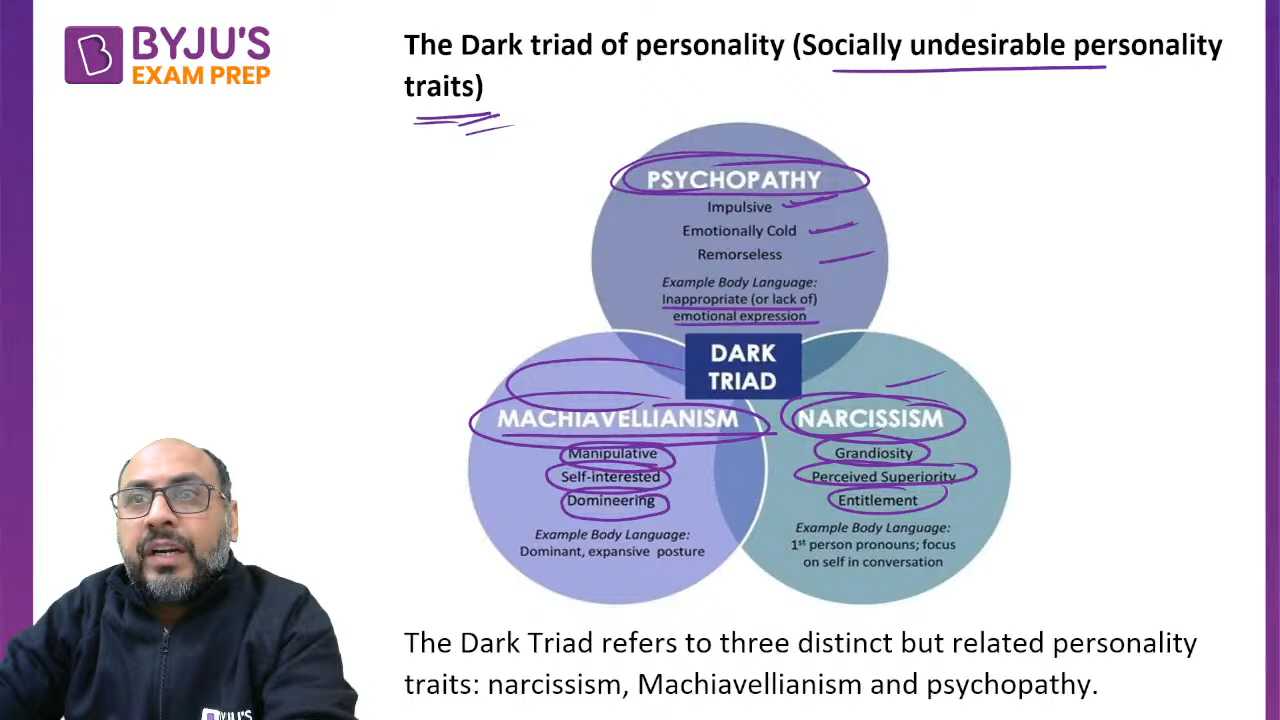 BYJU'S
EXAM PREP
The Dark triad of personality (Socially undesirable personality
traits)
PSYCHOPATHY
Impulsive
Emotionally Cold
Remorseless
Example Body Language:
Inappropriate (or lack of)
emotional expression
DARK
TRIAD
MACHIAVELLIANISM
Manipulative
Self-interested
Domineering
Example Body Language:
Dominant, expansive posture
NARCISSISM
Grandiosity
Perceived Superiority
Entitlement
Example Body Language:
1st person pronouns; focus
on self in conversation
The Dark Triad refers to three distinct but related personality
traits: narcissism, Machiavellianism and psychopathy.
BYJU'S